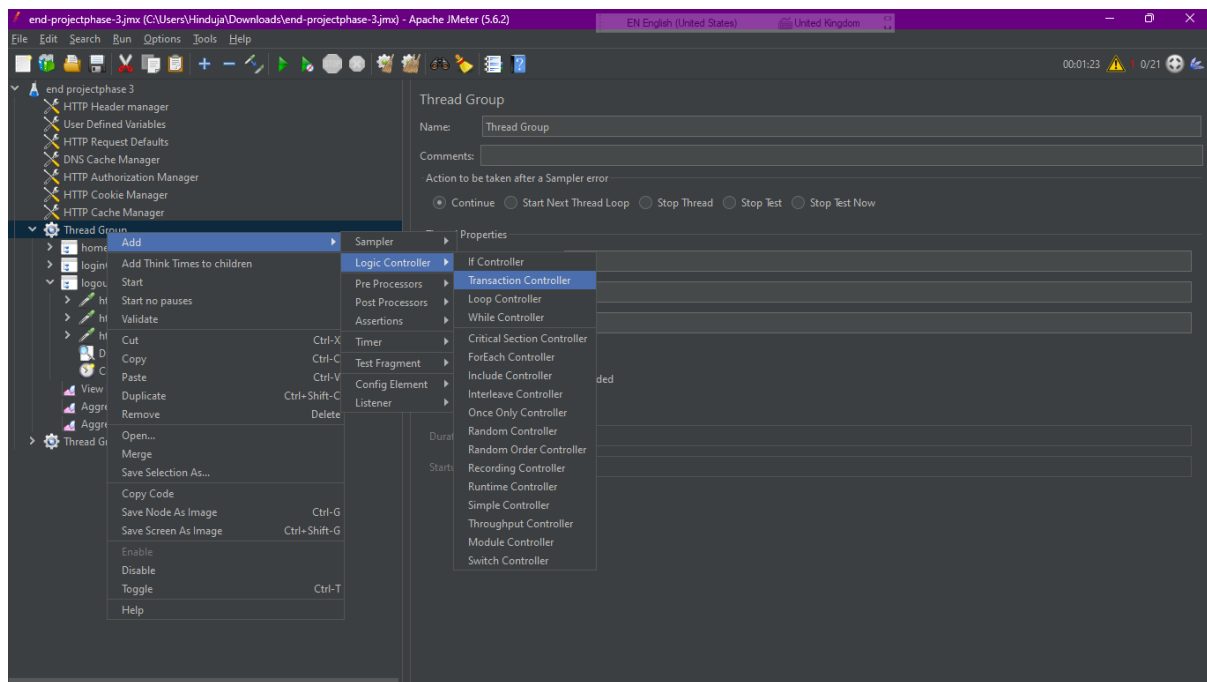 end-projectphase-3.jmx (C:\Users\Hinduja\Downloads\end-projectphase-3.jmx) - Apache JMeter (5.6.2)
EN English (United States)
United Kingdom
File Edit Search Run Options Tools Help
00:01:23
0/21
end projectphase 3
HTTP Header manager
User Defined Variables
HTTP Request Defaults
DNS Cache Manager
HTTP Authorization Manager
HTTP Cookie Manager
HTTP Cache Manager
Thread Group
home
View
Add
Add Think Times to children
Start
Start no pauses
Validate
Cut Ctrl-X
Copy Ctrl-C
Paste Ctrl-V
Duplicate Ctrl+Shift-C
Remove Delete
Open...
Merge
Save Selection As...
Copy Code
Save Node As Image Ctrl-G
Save Screen As Image Ctrl+Shift-G
Enable
Disable
Toggle Ctrl-T
Help
Sampler
Logic Controller
Pre Processors
Post Processors
Assertions
Timer
Test Fragment
Config Element
Listener
If Controller
Transaction Controller
Loop Controller
While Controller
Critical Section Controller
ForEach Controller
Include Controller
Interleave Controller
Once Only Controller
Random Controller
Random Order Controller
Recording Controller
Runtime Controller
Simple Controller
Throughput Controller
Module Controller
Switch Controller
Thread Group
Name: Thread Group
Comments:
Action to be taken after a Sampler error
Continue Start Next Thread Loop Stop Thread Stop Test Stop Test Now
Properties